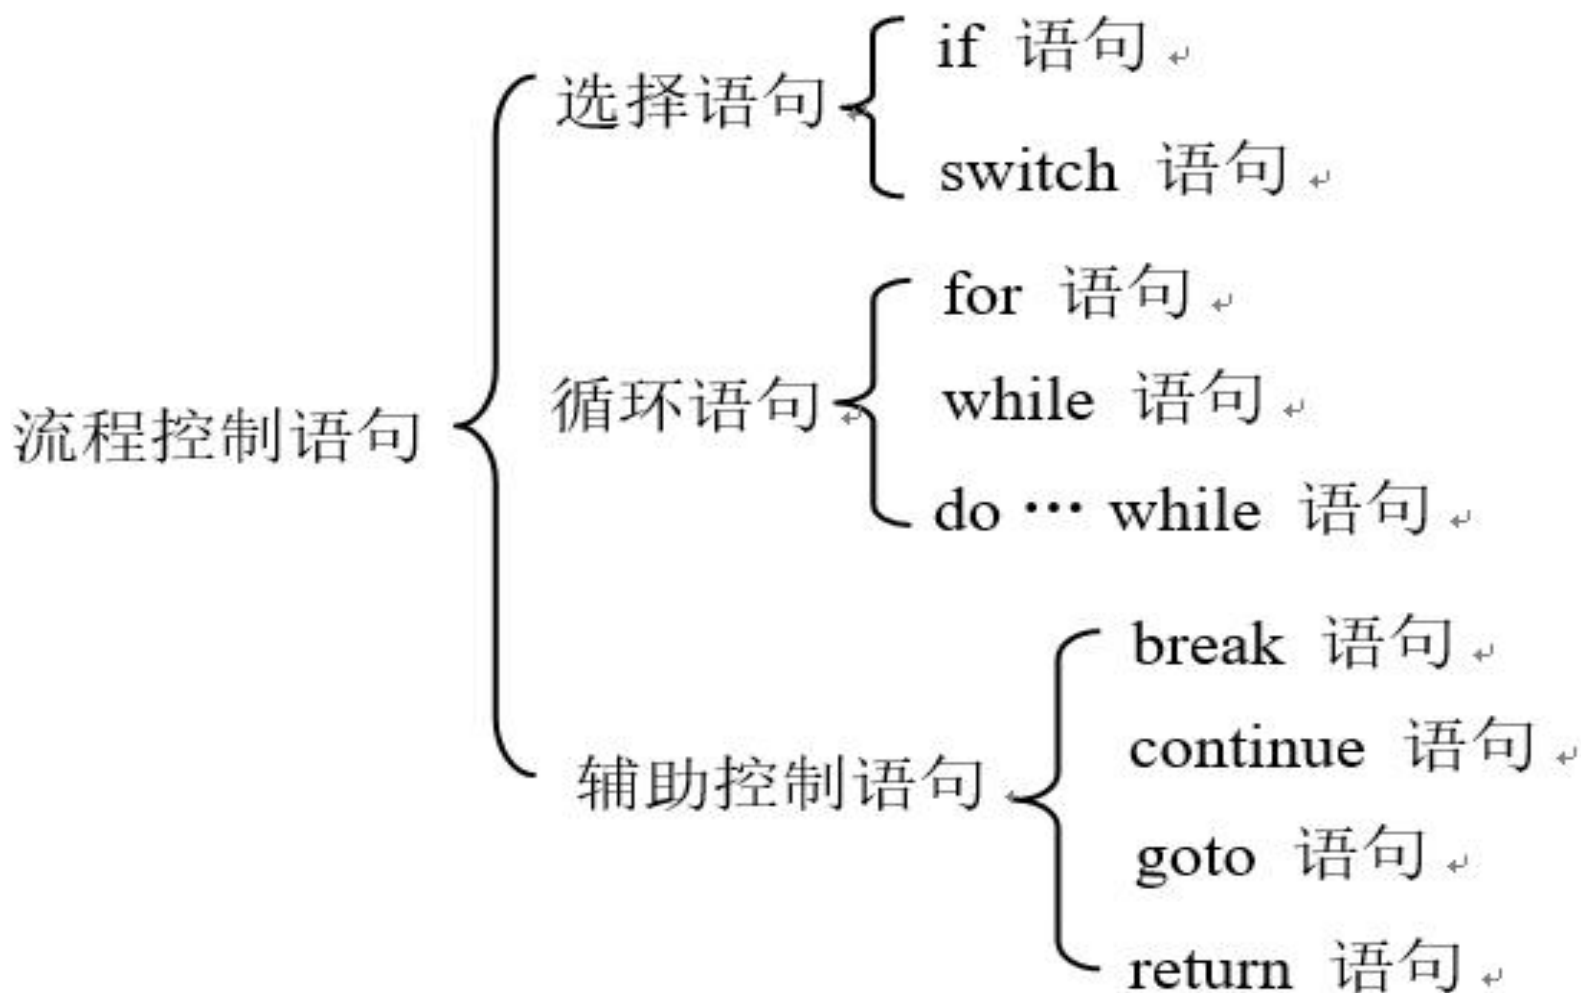 流程控制语句
选择语句
if 语句
switch 语句
循环语句
for 语句
while 语句
do … while 语句
辅助控制语句
break 语句
continue 语句
goto 语句
return 语句